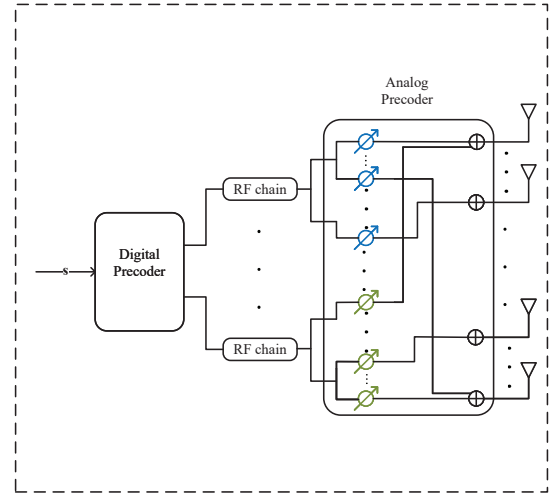 Analog
Precoder
RF chain
Digital
Precoder
s
RF chain